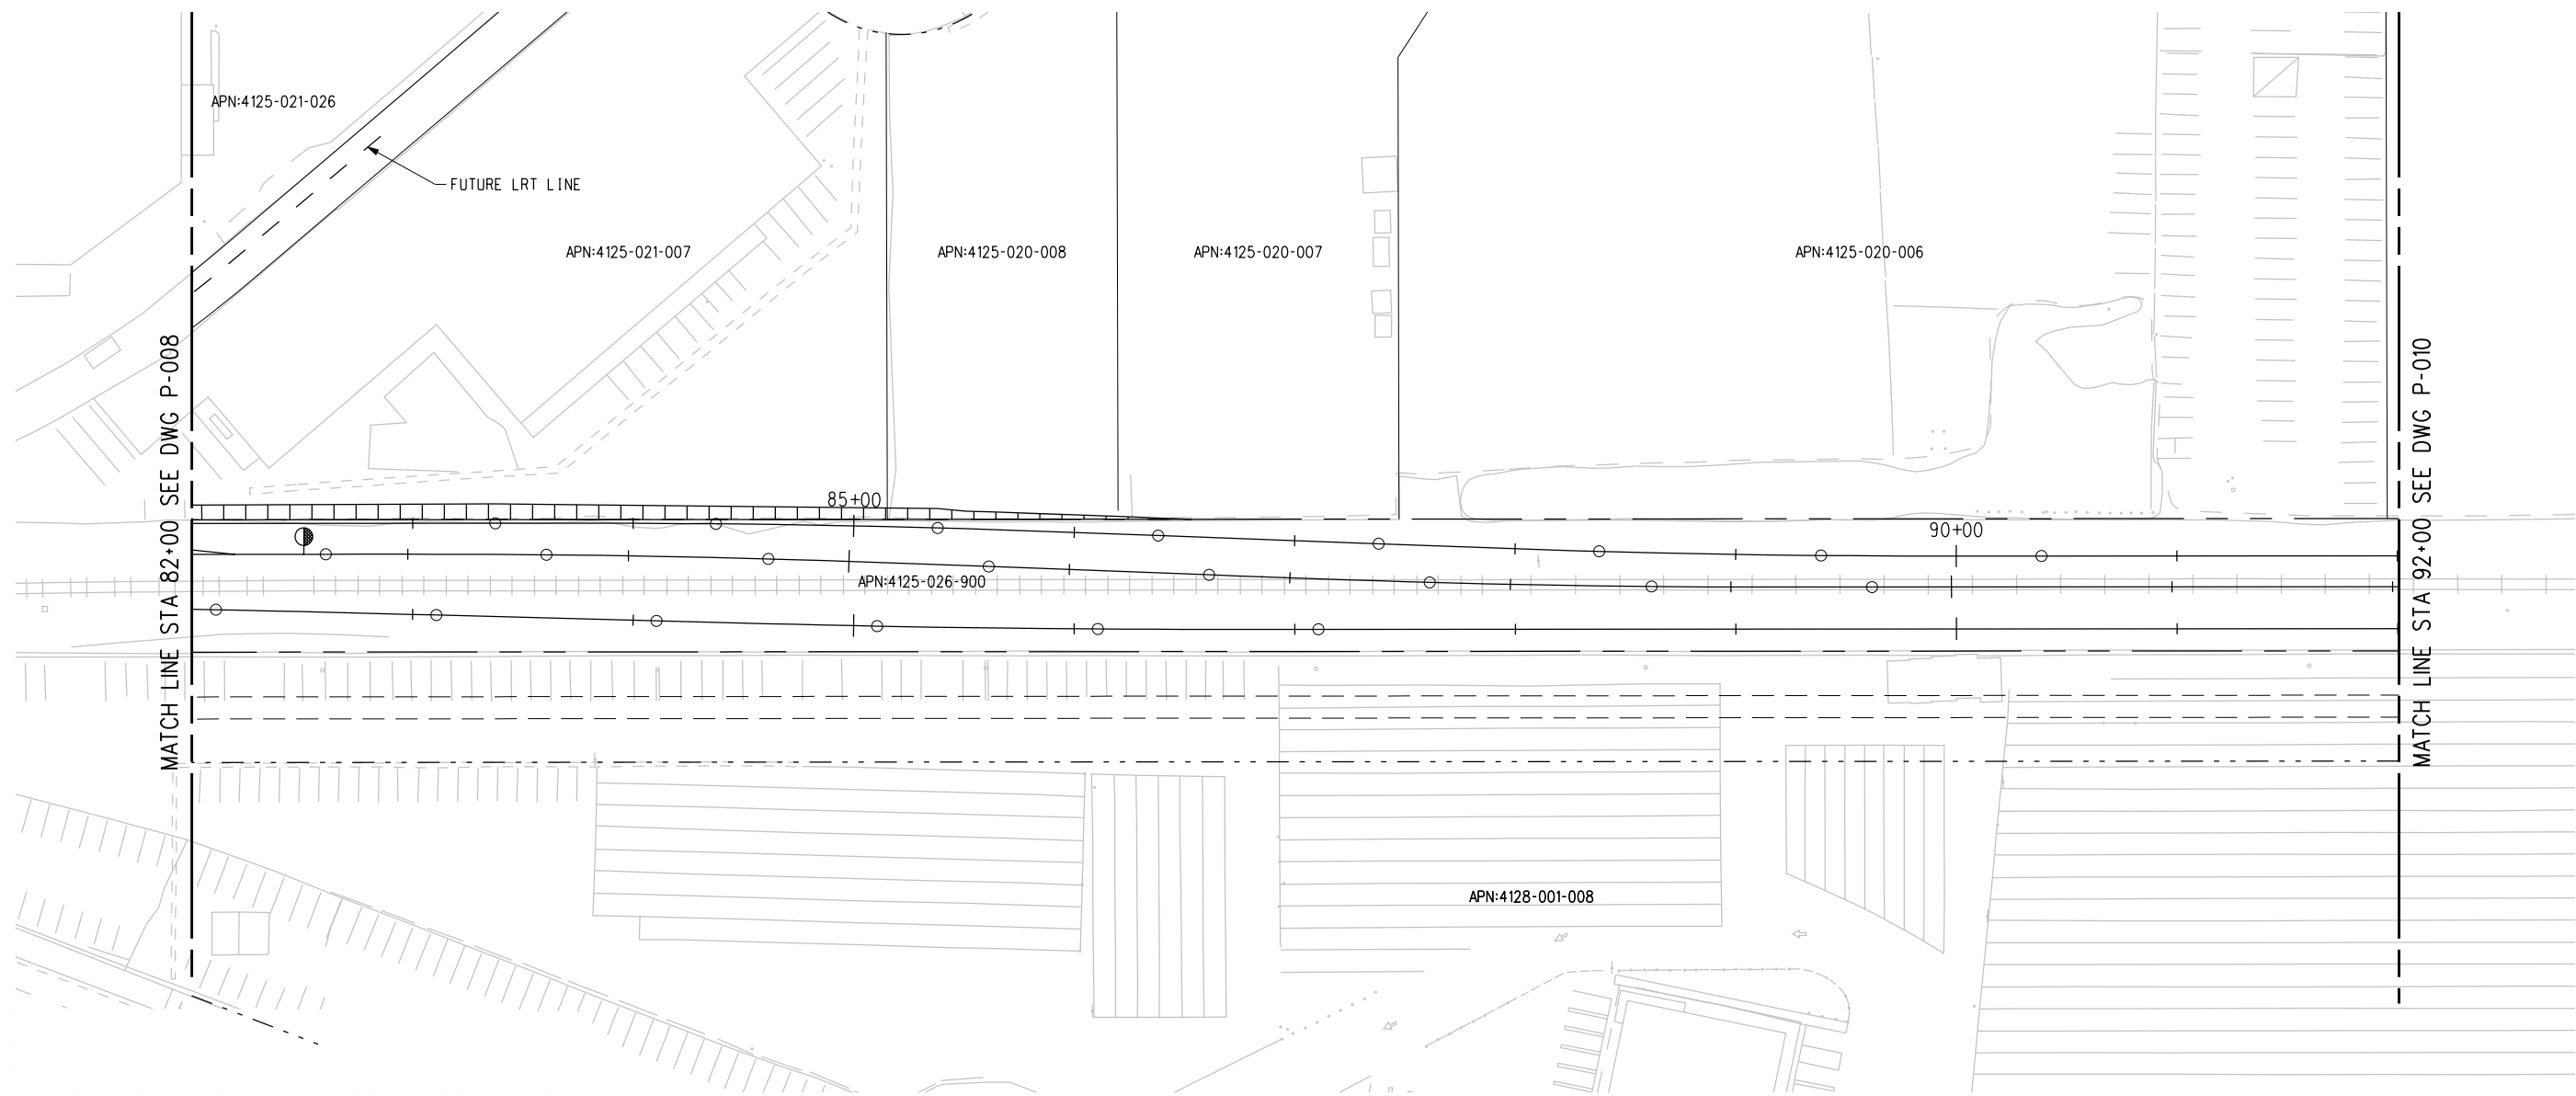 APN:4125-021-026
FUTURE LRT LINE
APN:4125-021-007
APN:4125-020-008
APN:4125-020-007
APN:4125-020-006
MATCH LINE STA 82+00 SEE DWG P-008
MATCH LINE STA 92+00 SEE DWG P-010
85+00
90+00
APN:4125-026-900
APN:4128-001-008